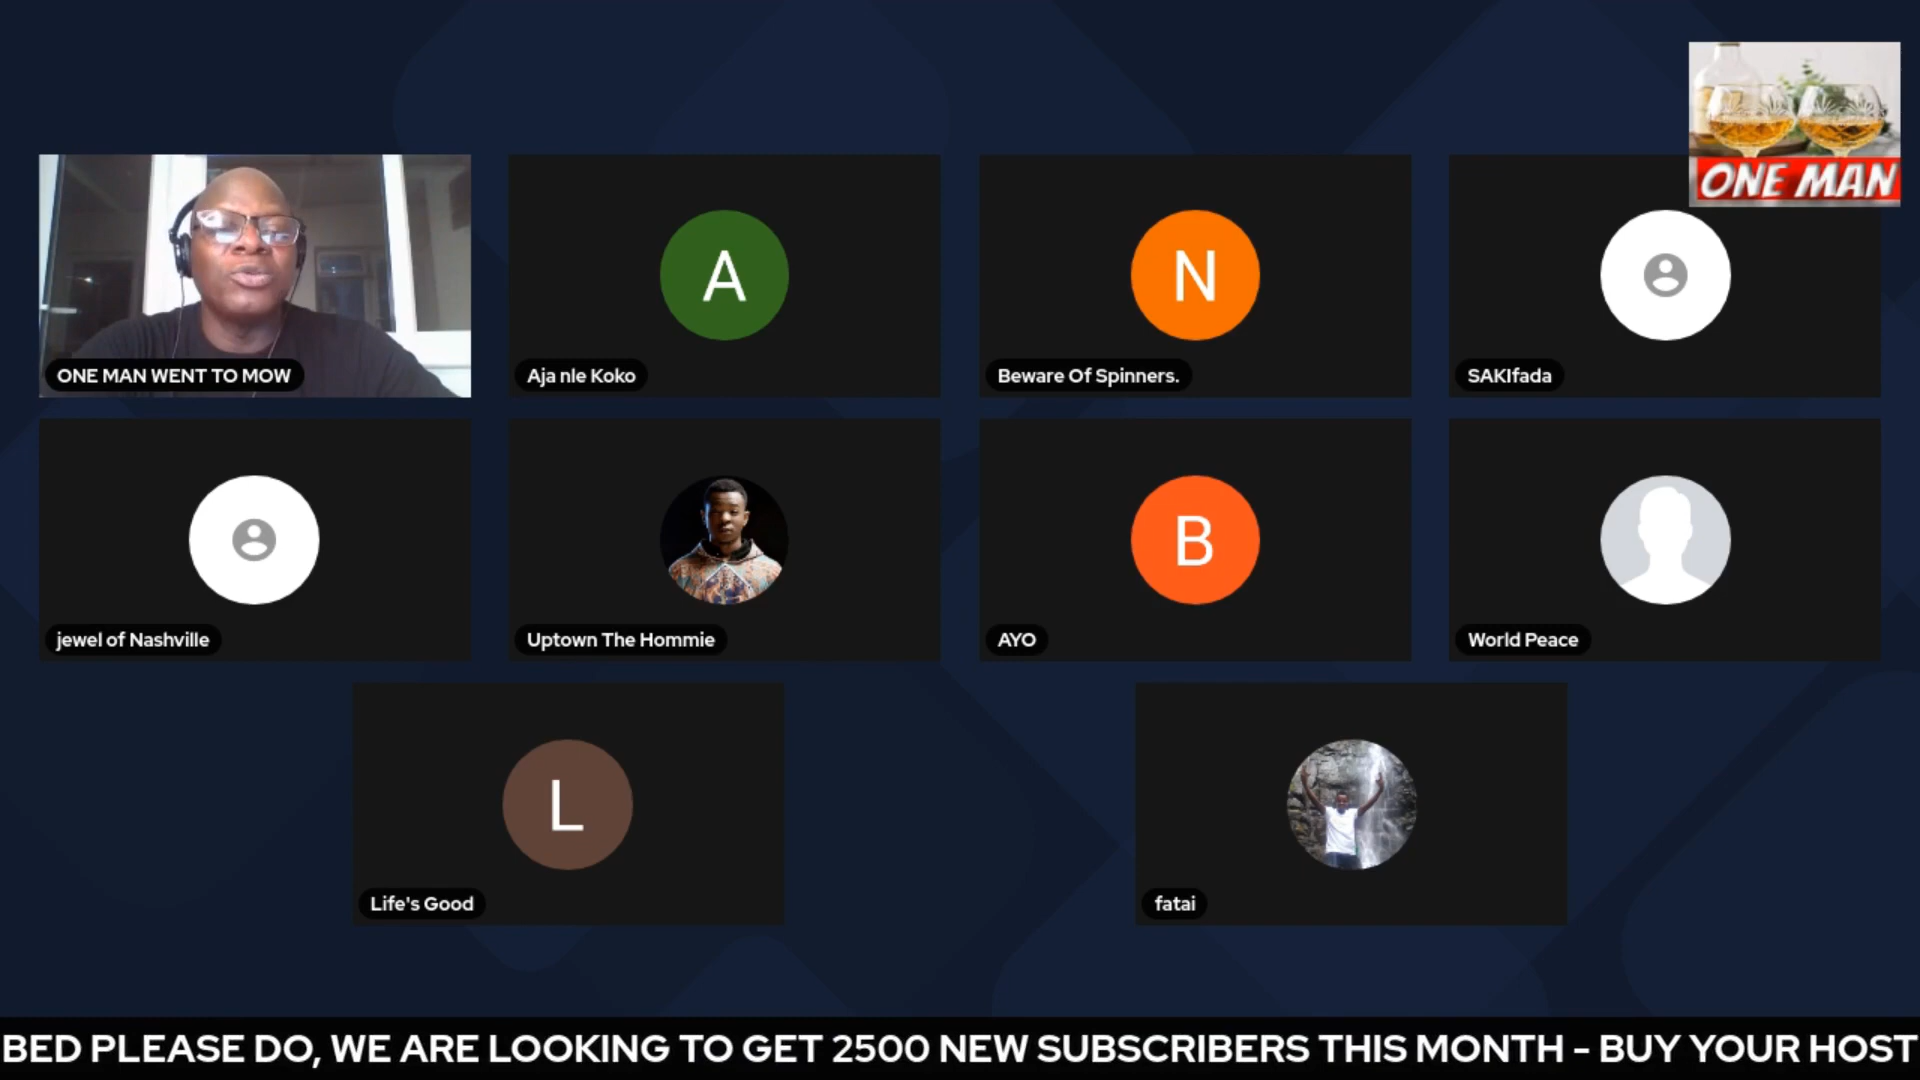 ONE MAN
ONE MAN WENT TO MOW
A
Aja nle Koko
N
Beware Of Spinners.
SAKIfada
jewel of Nashville
Uptown The Hommie
B
AYO
World Peace
L
Life's Good
fatai
BED PLEASE DO, WE ARE LOOKING TO GET 2500 NEW SUBSCRIBERS THIS MONTH - BUY YOUR HOST